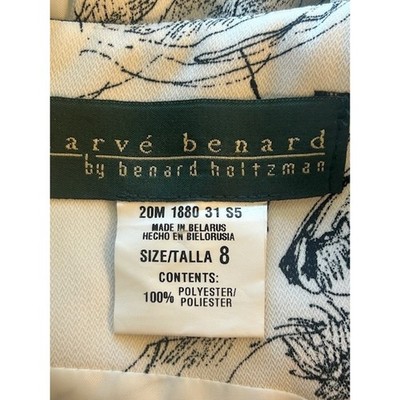 arvé benard
by benard holtzman
20M 1880 31 S5
MADE IN BELARUS
HECHO EN BIELORUSIA
SIZE/TALLA 8
CONTENTS:
100% POLYESTER/
POLIESTER